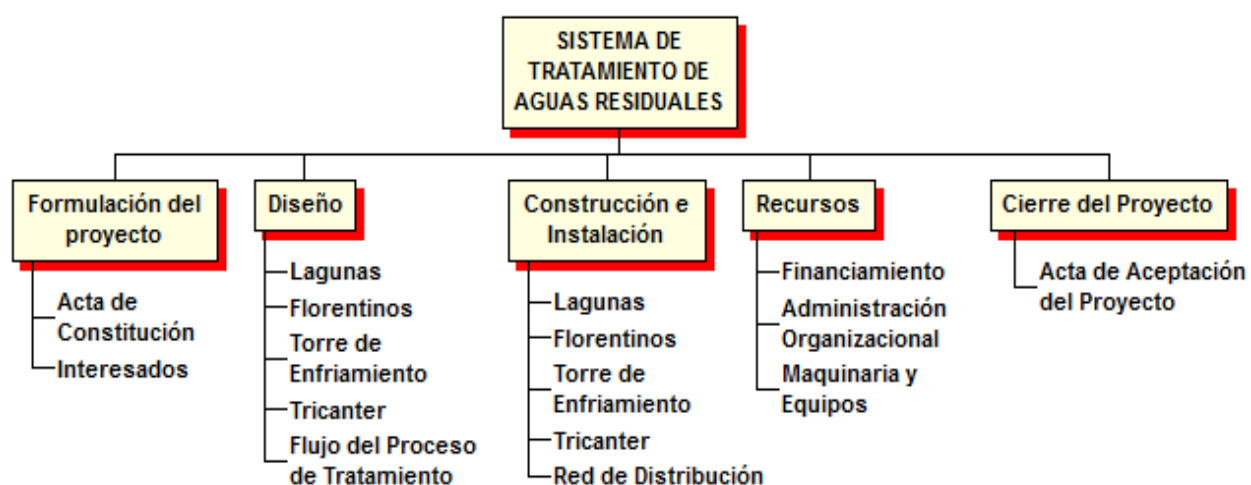 SISTEMA DE
TRATAMIENTO DE
AGUAS RESIDUALES
Formulación del
proyecto
Acta de
Constitución
Interesados
Diseño
Lagunas
Florentinos
Torre de
Enfriamiento
Tricanter
Flujo del Proceso
de Tratamiento
Construcción e
Instalación
Lagunas
Florentinos
Torre de
Enfriamiento
Tricanter
Red de Distribución
Recursos
Financiamiento
Administración
Organizacional
Maquinaria y
Equipos
Cierre del Proyecto
Acta de Aceptación
del Proyecto